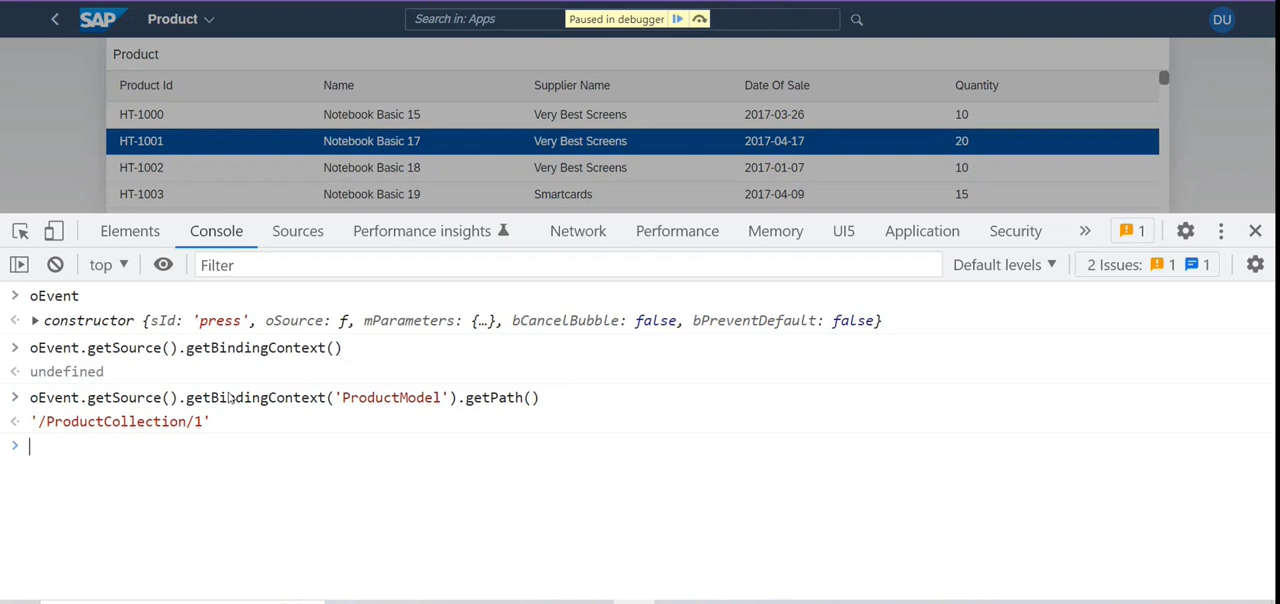 SAP Product Search in: Apps Paused in debugger DU
Product
Product Id Name Supplier Name Date Of Sale Quantity
HT-1000 Notebook Basic 15 Very Best Screens 2017-03-26 10
HT-1001 Notebook Basic 17 Very Best Screens 2017-04-17 20
HT-1002 Notebook Basic 18 Very Best Screens 2017-01-07 10
HT-1003 Notebook Basic 19 Smartcards 2017-04-09 15
Elements Console Sources Performance insights Network Performance Memory UI5 Application Security » 1
top Filter Default levels 2 Issues: 1 1
> oEvent
constructor {sId: 'press', oSource: f, mParameters: {…}, bCancelBubble: false, bPreventDefault: false}
> oEvent.getSource().getBindingContext()
undefined
> oEvent.getSource().getBindingContext('ProductModel').getPath()
'/ProductCollection/1'
>